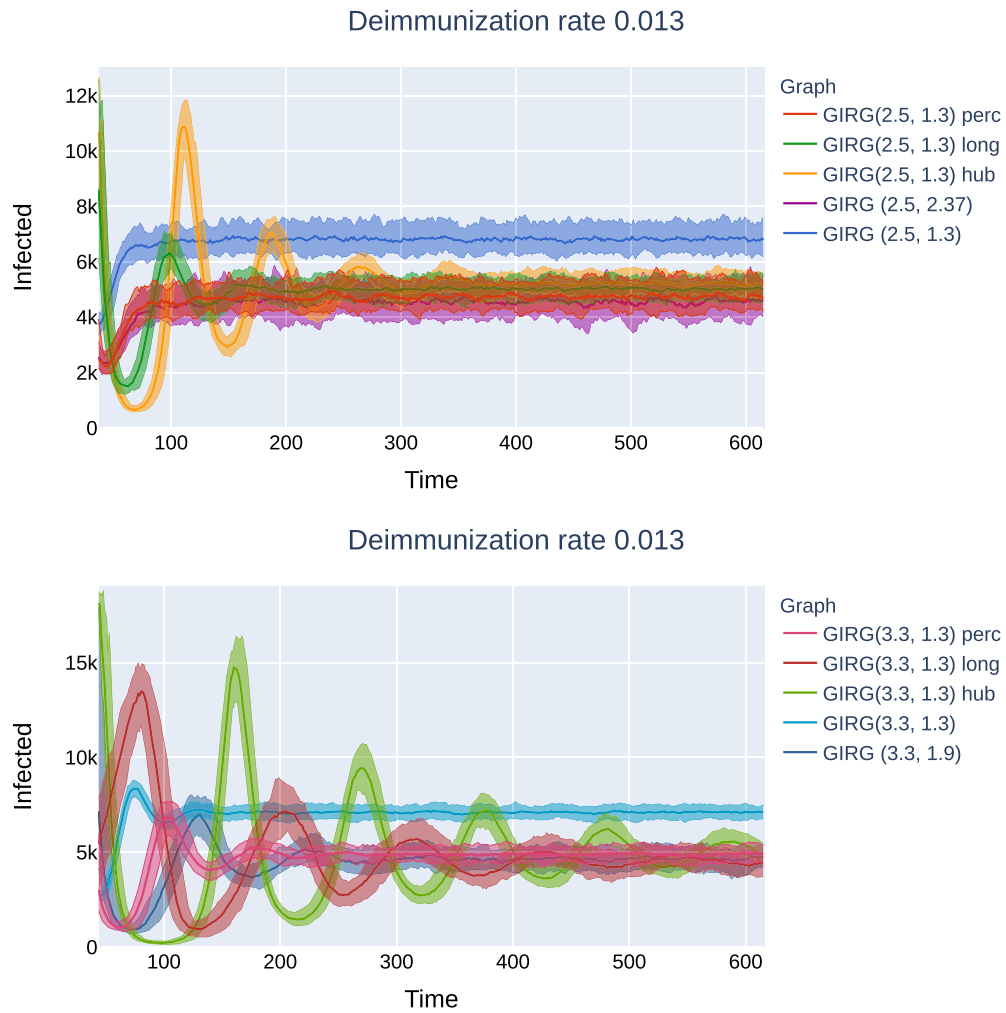 Deimmunization rate 0.013
12k
10k
8k
6k
4k
2k
0
Infected
100
200
300
400
500
600
Time
Graph
GIRG(2.5, 1.3) perc
GIRG(2.5, 1.3) long
GIRG(2.5, 1.3) hub
GIRG (2.5, 2.37)
GIRG (2.5, 1.3)
Deimmunization rate 0.013
15k
10k
5k
0
Infected
100
200
300
400
500
600
Time
Graph
GIRG(3.3, 1.3) perc
GIRG(3.3, 1.3) long
GIRG(3.3, 1.3) hub
GIRG(3.3, 1.3)
GIRG (3.3, 1.9)